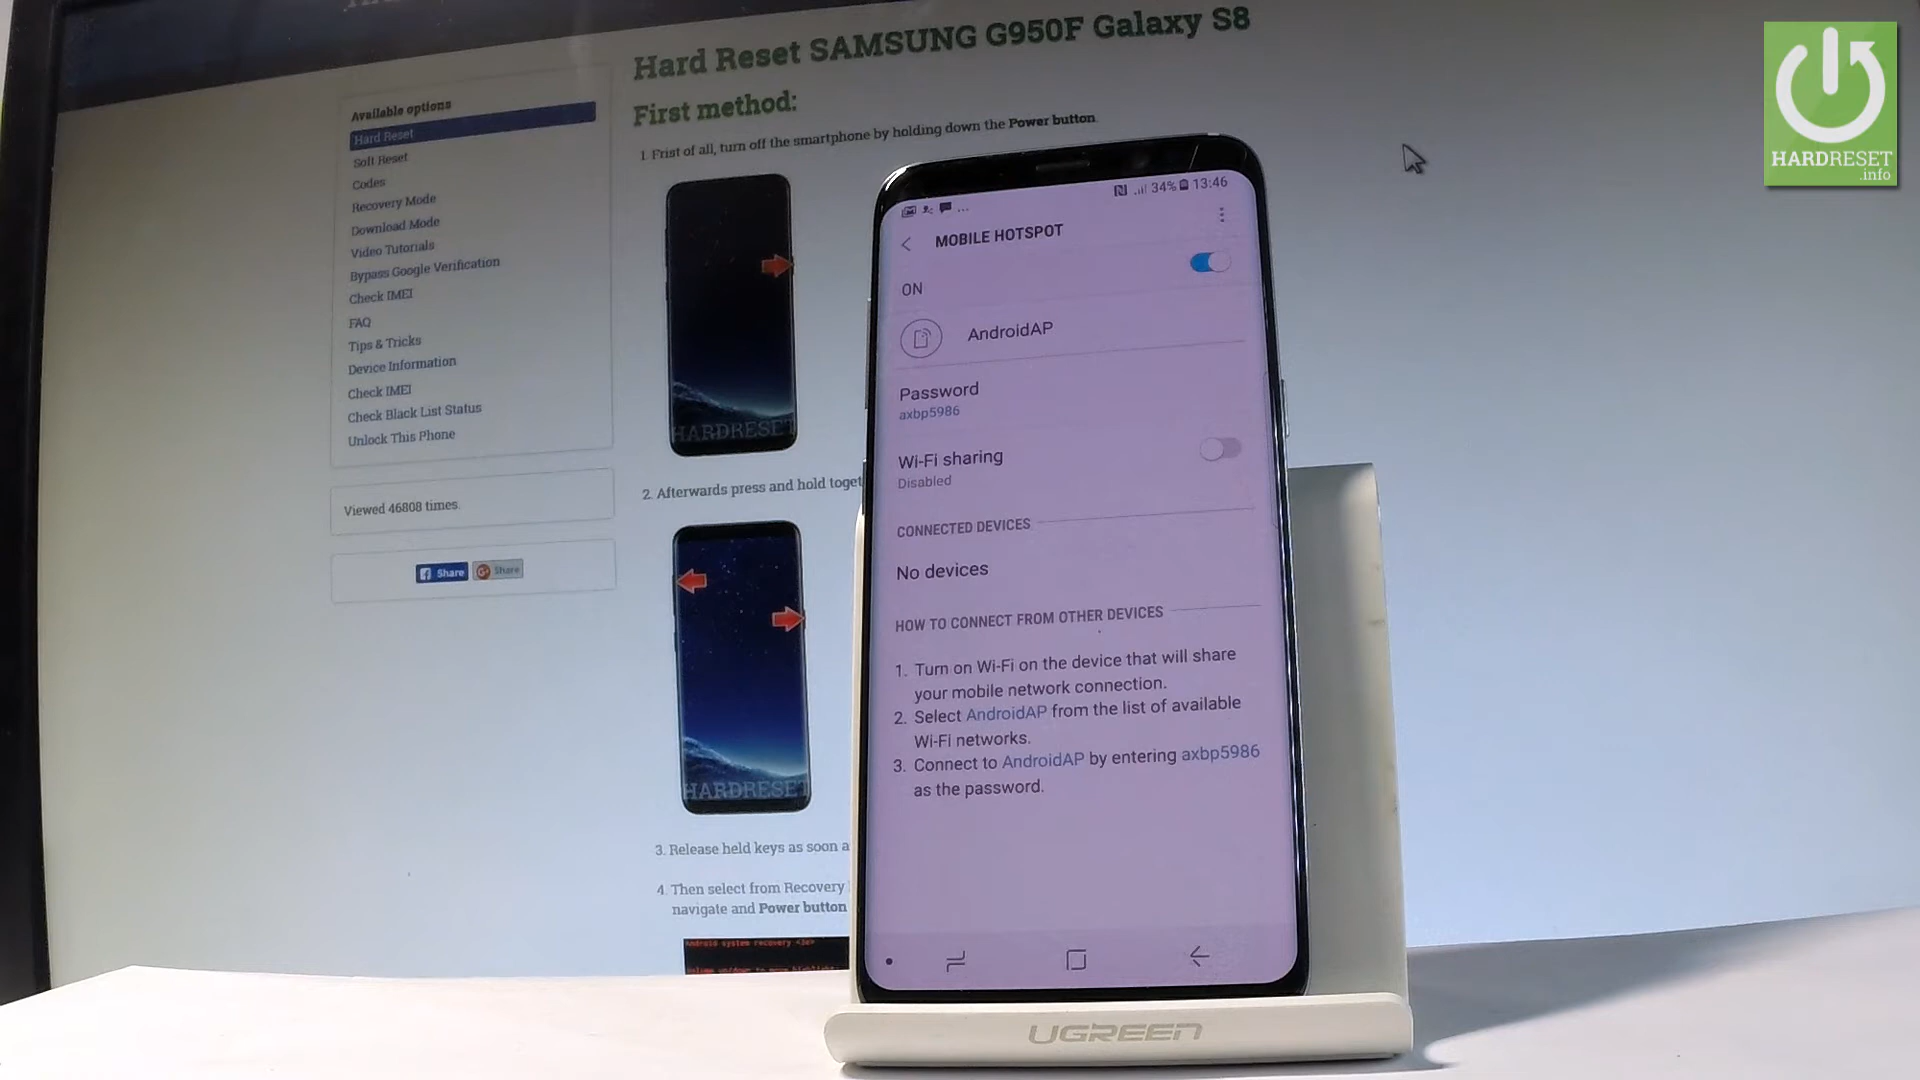 Hard Reset SAMSUNG G950F Galaxy S8
First method:
1. Frist of all, turn off the smartphone by holding down the Power button.
Available options
Hard Reset
Soft Reset
Codes
Recovery Mode
Download Mode
Video Tutorials
Bypass Google Verification
Check IMEI
FAQ
Tips & Tricks
Device Information
Check IMEI
Check Black List Status
Unlock This Phone
Viewed 46808 times.
Share
Share
HARDRESET
2. Afterwards press and hold toget
HARDRESET
3. Release held keys as soon a
4. Then select from Recovery
navigate and Power button
Android system recovery <3e>
34% 13:46
MOBILE HOTSPOT
ON
AndroidAP
Password
axbp5986
Wi-Fi sharing
Disabled
CONNECTED DEVICES
No devices
HOW TO CONNECT FROM OTHER DEVICES
1. Turn on Wi-Fi on the device that will share
your mobile network connection.
2. Select AndroidAP from the list of available
Wi-Fi networks.
3. Connect to AndroidAP by entering axbp5986
as the password.
UGREEN
HARDRESET
.info